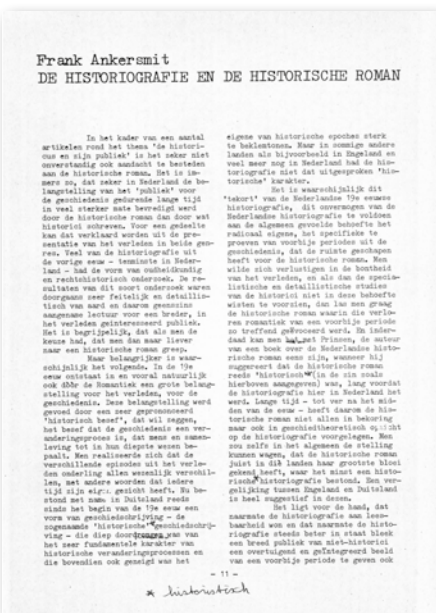 Frank Ankersmit
DE HISTORIOGRAFIE EN DE HISTORISCHE ROMAN
In het kader van een aantal
artikelen rond het thema 'de histori-
cus en zijn publiek' is het zeker niet
onverstandig ook aandacht te besteden
aan de historische roman. Het is im-
mers zo, dat zeker in Nederland de be-
langstelling van het 'publiek' voor
de geschiedenis gedurende lange tijd
in veel sterker mate bevredigd werd
door de historische roman dan door wat
historici schreven. Voor een gedeelte
kan dat verklaard worden uit de pre-
sentatie van het verleden in beide gen-
res. Veel van de historiografie uit
de vorige eeuw - tenminste in Neder-
land - had de vorm van oudheidkundig
en rechtshistorisch onderzoek. De re-
sultaten van dit soort onderzoek waren
doorgaans zeer feitelijk en detaillis-
tisch van aard en daarom geenszins
aangename lectuur voor een breder, in
het verleden geïnteresseerd publiek.
Het is begrijpelijk, dat als men de
keuze had, men dan maar liever
naar een historische roman greep.
Maar belangrijker is waar-
schijnlijk het volgende. In de 19e
eeuw ontstaat in en vooral natuurlijk
ook dóór de Romantiek een grote belang-
stelling voor het verleden, voor de
geschiedenis. Deze belangstelling werd
gevoed door een zeer geprononceerd
'historisch besef', dat wil zeggen,
het besef dat de geschiedenis een ver-
anderingsproces is, dat mens en samen-
leving tot in hun diepste wezen be-
paalt. Men realiseerde zich dat de
verschillende episodes uit het verle-
den onderling alleen wezenlijk verschil-
len, met andere woorden dat iedere
tijd zijn eigen gezicht heeft. Nu be-
stond met name in Duitsland reeds
sinds het begin van de 19e eeuw een
vorm van geschiedschrijving - de
zogenaamde 'historische' geschiedschrij-
ving - die diep doordrongen was van
het zeer fundamentele karakter van
historische veranderingsprocessen en
die bovendien ook geneigd was het
eigene van historische epoches sterk
te beklemtonen. Maar in sommige andere
landen als bijvoorbeeld in Engeland en
veel meer nog in Nederland had de his-
toriografie niet dat uitgesproken 'his-
torische' karakter.
Het is waarschijnlijk dit
'tekort' van de Nederlandse 19e eeuwse
historiografie, dit onvermogen van de
Nederlandse historiografie te voldoen
aan de algemeen gevoelde behoefte het
radicaal eigene, het specifieke te
proeven van voorbije periodes uit de
geschiedenis, dat de ruimte geschapen
heeft voor de historische roman. Men
wilde zich verlustigen in de bontheid
van het verleden, en als dan de specia-
listische en detaillistische studies
van de historici niet in deze behoefte
wisten te voorzien, dan las men graag
de historische roman waarin die verlo-
ren romantiek van een voorbije periode
zo treffend geëvoceerd werd. En inder-
daad kan men met Prinsen, de auteur
van een boek over de Nederlandse histo-
rische roman eens zijn, wanneer hij
suggereert dat de historische roman
reeds 'historisch' (in de zin zoals
hierboven aangegeven) was, lang voordat
de historiografie hier in Nederland het
werd. Lange tijd - tot ver na het mid-
den van de eeuw - heeft daarom de his-
torische roman niet alleen in bekoring
maar ook in geschiedtheoretisch opzicht
op de historiografie voorgelegen. Men
zou zelfs in het algemeen de stelling
kunnen wagen, dat de historische roman
juist in die landen haar grootste bloei
gekend heeft, waar het minst een histo-
rische historiografie bestond. Een ver-
gelijking tussen Engeland en Duitsland
is heel suggestief in dezen.
Het ligt voor de hand, dat
naarmate de historiografie aan lees-
baarheid won en dat naarmate de histo-
riografie steeds beter in staat bleek
een breed publiek van niet-historici
een overtuigend en geïntegreerd beeld
van een voorbije periode te geven ook
- 11 -
* historistisch